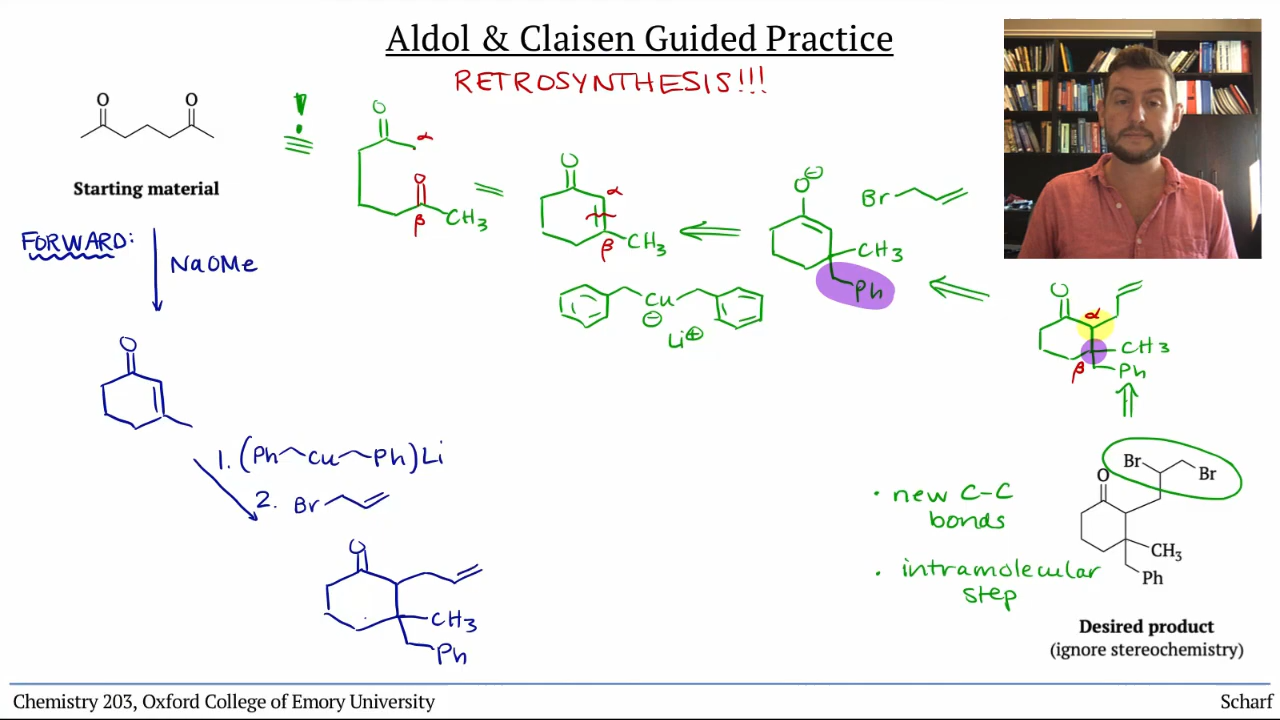 Aldol & Claisen Guided Practice
RETROSYNTHESIS!!!
O O
Starting material
!
O
α
O
β CH3
O
α
β CH3
O⊖
CH3
Ph
Br
Cu
⊖
Li⊕
O
α
CH3
β Ph
FORWARD:
NaOMe
O
1. (Ph Cu Ph)Li
2. Br
O
CH3
Ph
• new C-C
bonds
• intramolecular
step
Br
Br
O
CH3
Ph
Desired product
(ignore stereochemistry)
Chemistry 203, Oxford College of Emory University
Scharf